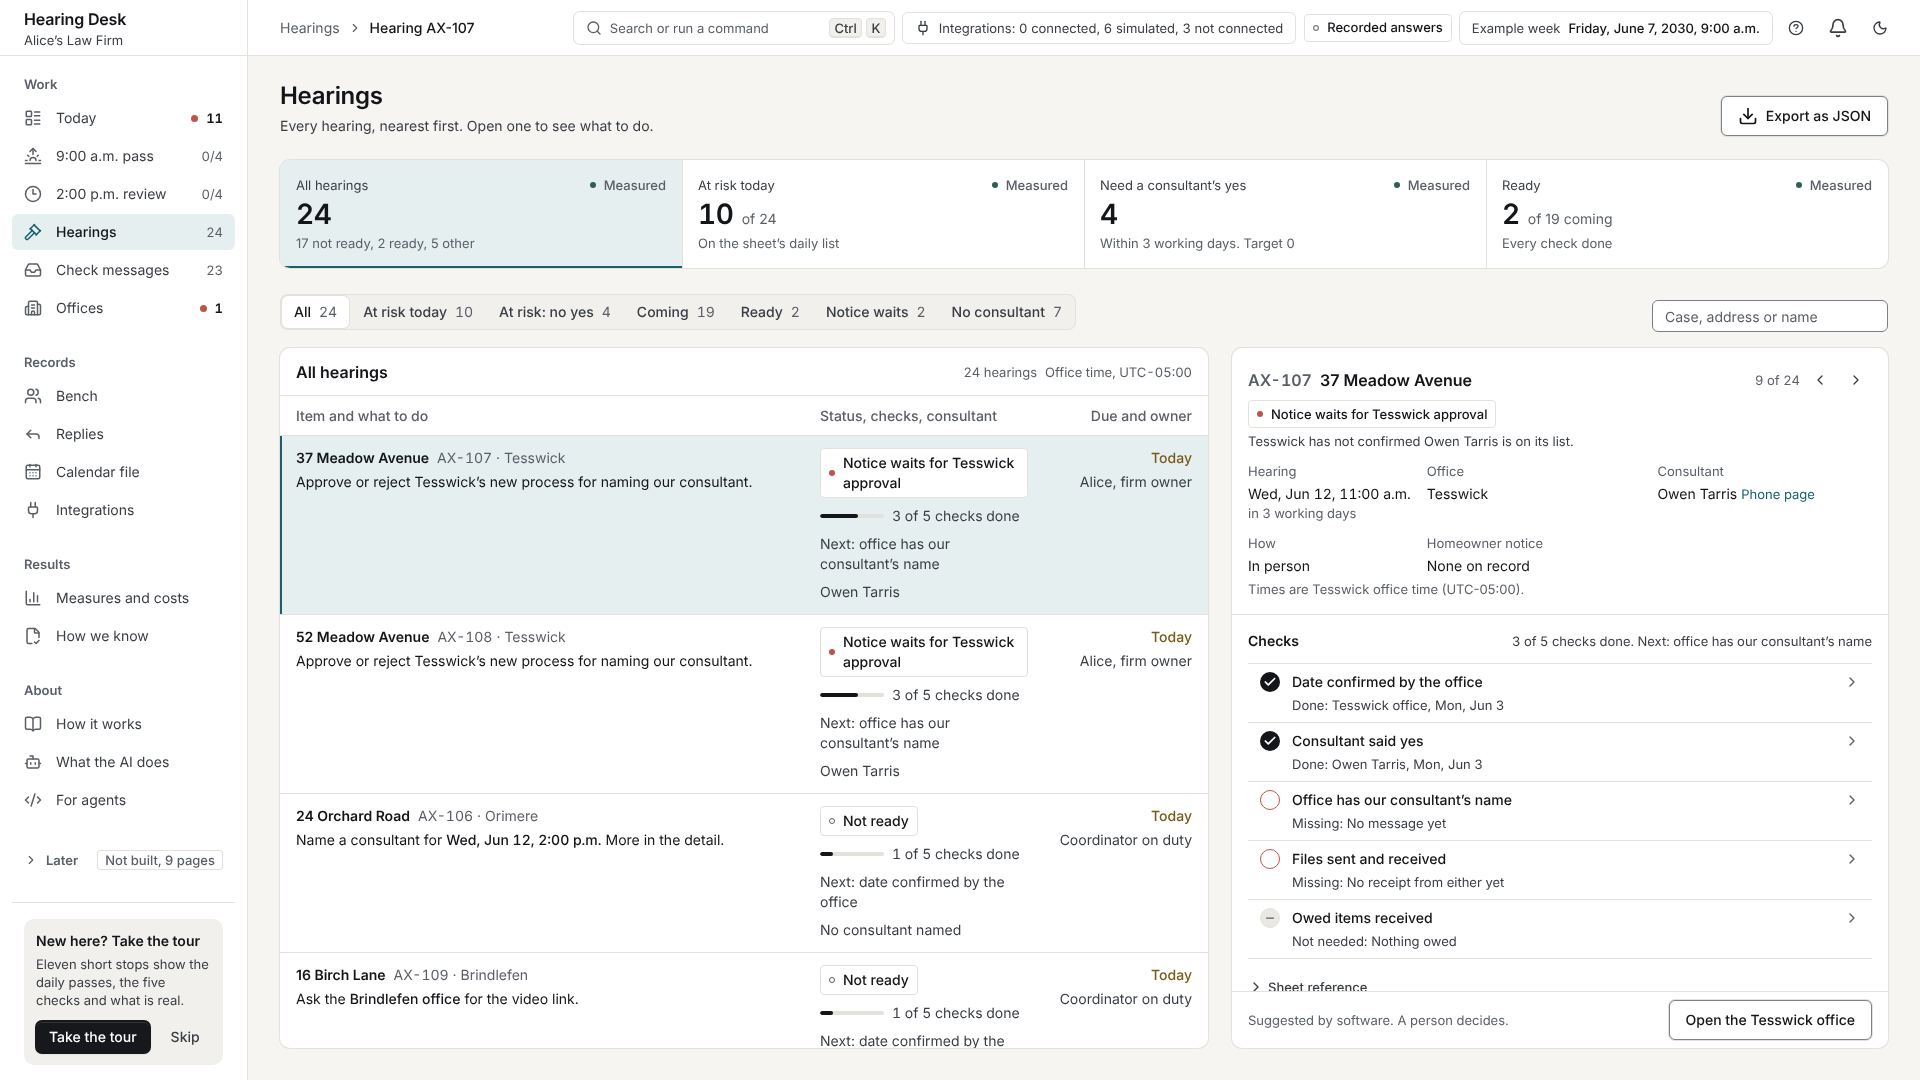 Hearing Desk
Alice's Law Firm
Hearings
Hearing AX-107
Search or run a command
Ctrl K
Integrations: 0 connected, 6 simulated, 3 not connected
Recorded answers
Example week Friday, June 7, 2030, 9:00 a.m.
Work
Today 11
9:00 a.m. pass 0/4
2:00 p.m. review 0/4
Hearings 24
Check messages 23
Offices 1
Records
Bench
Replies
Calendar file
Integrations
Results
Measures and costs
How we know
About
How it works
What the AI does
For agents
Later Not built, 9 pages
New here? Take the tour
Eleven short stops show the
daily passes, the five
checks and what is real.
Take the tour Skip
Hearings
Every hearing, nearest first. Open one to see what to do.
Export as JSON
All hearings Measured
24
17 not ready, 2 ready, 5 other
At risk today Measured
10 of 24
On the sheet's daily list
Need a consultant's yes Measured
4
Within 3 working days. Target 0
Ready Measured
2 of 19 coming
Every check done
All 24 At risk today 10 At risk: no yes 4 Coming 19 Ready 2 Notice waits 2 No consultant 7
Case, address or name
All hearings 24 hearings Office time, UTC-05:00
Item and what to do Status, checks, consultant Due and owner
37 Meadow Avenue AX-107 · Tesswick
Approve or reject Tesswick's new process for naming our consultant.
Notice waits for Tesswick
approval
3 of 5 checks done
Next: office has our
consultant's name
Owen Tarris
Today
Alice, firm owner
52 Meadow Avenue AX-108 · Tesswick
Approve or reject Tesswick's new process for naming our consultant.
Notice waits for Tesswick
approval
3 of 5 checks done
Next: office has our
consultant's name
Owen Tarris
Today
Alice, firm owner
24 Orchard Road AX-106 · Orimere
Name a consultant for Wed, Jun 12, 2:00 p.m. More in the detail.
Not ready
1 of 5 checks done
Next: date confirmed by the
office
No consultant named
Today
Coordinator on duty
16 Birch Lane AX-109 · Brindlefen
Ask the Brindlefen office for the video link.
Not ready
1 of 5 checks done
Next: date confirmed by the
Today
Coordinator on duty
AX-107 37 Meadow Avenue 9 of 24
Notice waits for Tesswick approval
Tesswick has not confirmed Owen Tarris is on its list.
Hearing
Wed, Jun 12, 11:00 a.m.
in 3 working days
Office
Tesswick
Consultant
Owen Tarris Phone page
How
In person
Homeowner notice
None on record
Times are Tesswick office time (UTC-05:00).
Checks 3 of 5 checks done. Next: office has our consultant's name
Date confirmed by the office
Done: Tesswick office, Mon, Jun 3
Consultant said yes
Done: Owen Tarris, Mon, Jun 3
Office has our consultant's name
Missing: No message yet
Files sent and received
Missing: No receipt from either yet
Owed items received
Not needed: Nothing owed
Sheet reference
Suggested by software. A person decides.
Open the Tesswick office